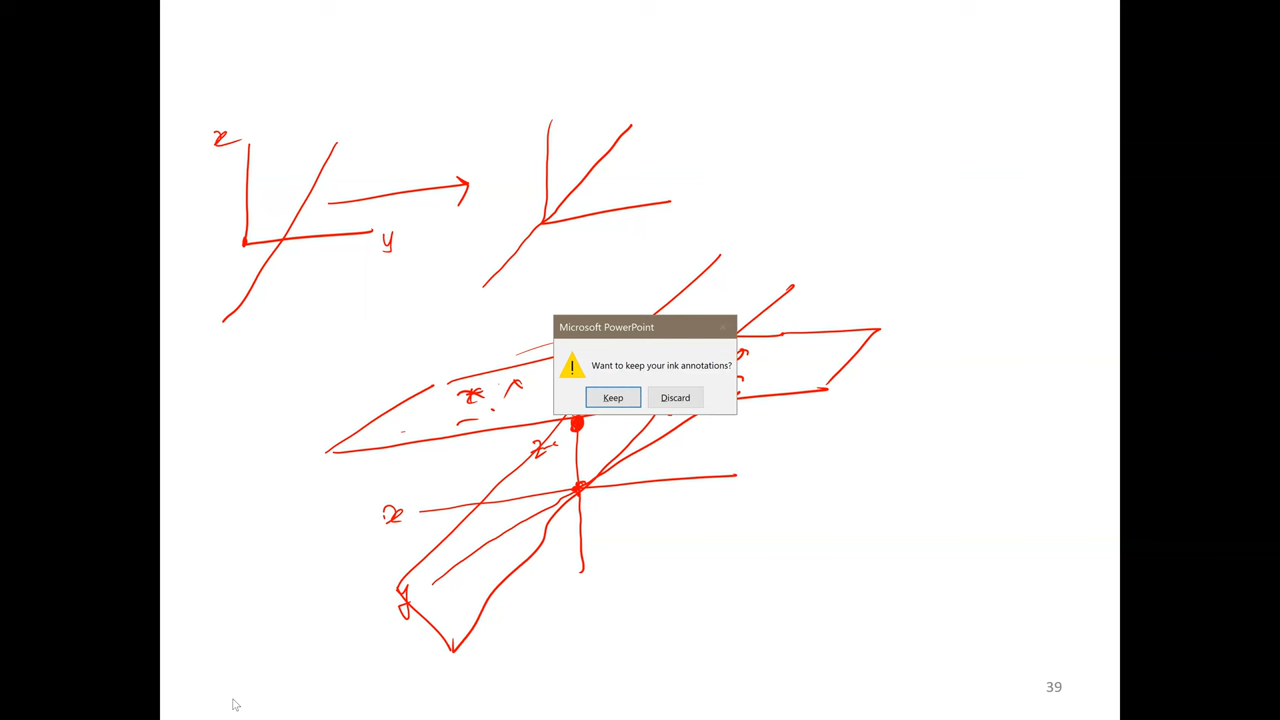 x
y
Microsoft PowerPoint
Want to keep your ink annotations?
Keep
Discard
z
x
y
39